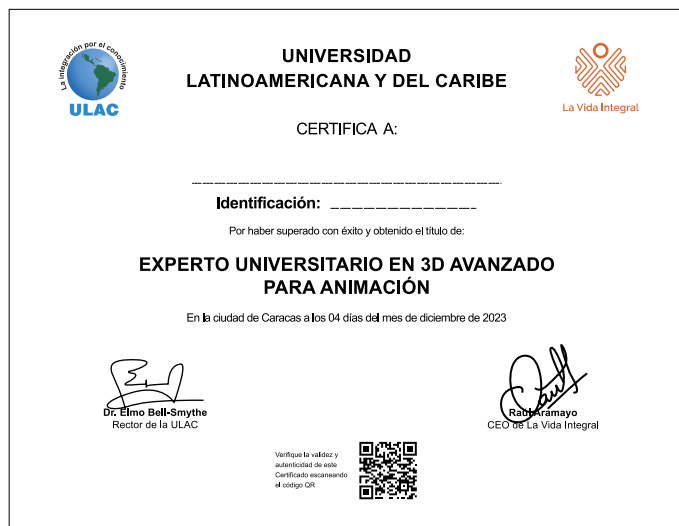 La integración por el conocimiento
ULAC
UNIVERSIDAD
LATINOAMERICANA Y DEL CARIBE
La Vida Integral
CERTIFICA A:
Identificación:
Por haber superado con éxito y obtenido el título de:
EXPERTO UNIVERSITARIO EN 3D AVANZADO
PARA ANIMACIÓN
En la ciudad de Caracas a los 04 días del mes de diciembre de 2023
Dr. Elmo Bell-Smythe
Rector de la ULAC
Raúl Aramayo
CEO de La Vida Integral
Verifique la validez y
autenticidad de este
Certificado escaneando
el código QR